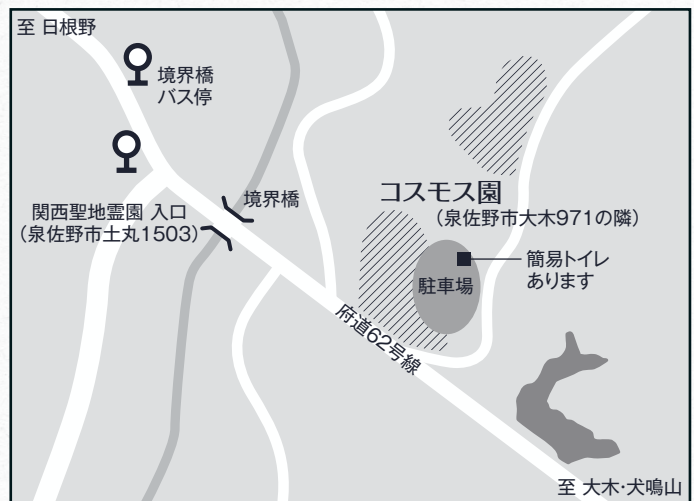 至 日根野
境界橋
バス停
境界橋
関西聖地霊園 入口
（泉佐野市土丸1503）
コスモス園
（泉佐野市大木971の隣）
簡易トイレ
あります
駐車場
府道62号線
至 大木・犬鳴山